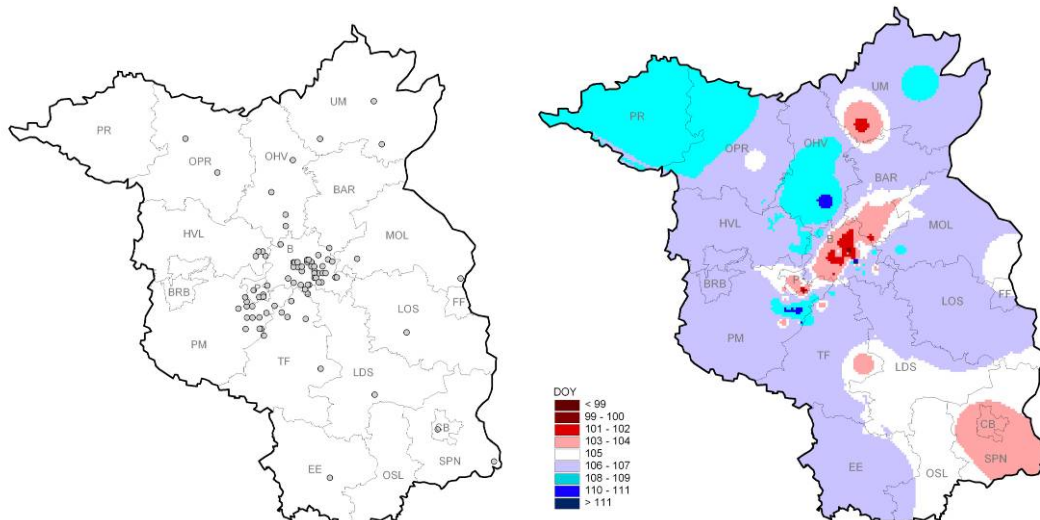 UM
PR
OPR
OHV
BAR
HVL
B
MOL
BRB
FF
LOS
PM
TF
LDS
CB
SPN
EE
OSL
UM
PR
OHV
OPR
BAR
HVL
B
MOL
P
BRB
FF
LOS
PM
TF
LDS
CB
SPN
EE
OSL
DOY
< 99
99 - 100
101 - 102
103 - 104
105
106 - 107
108 - 109
110 - 111
> 111